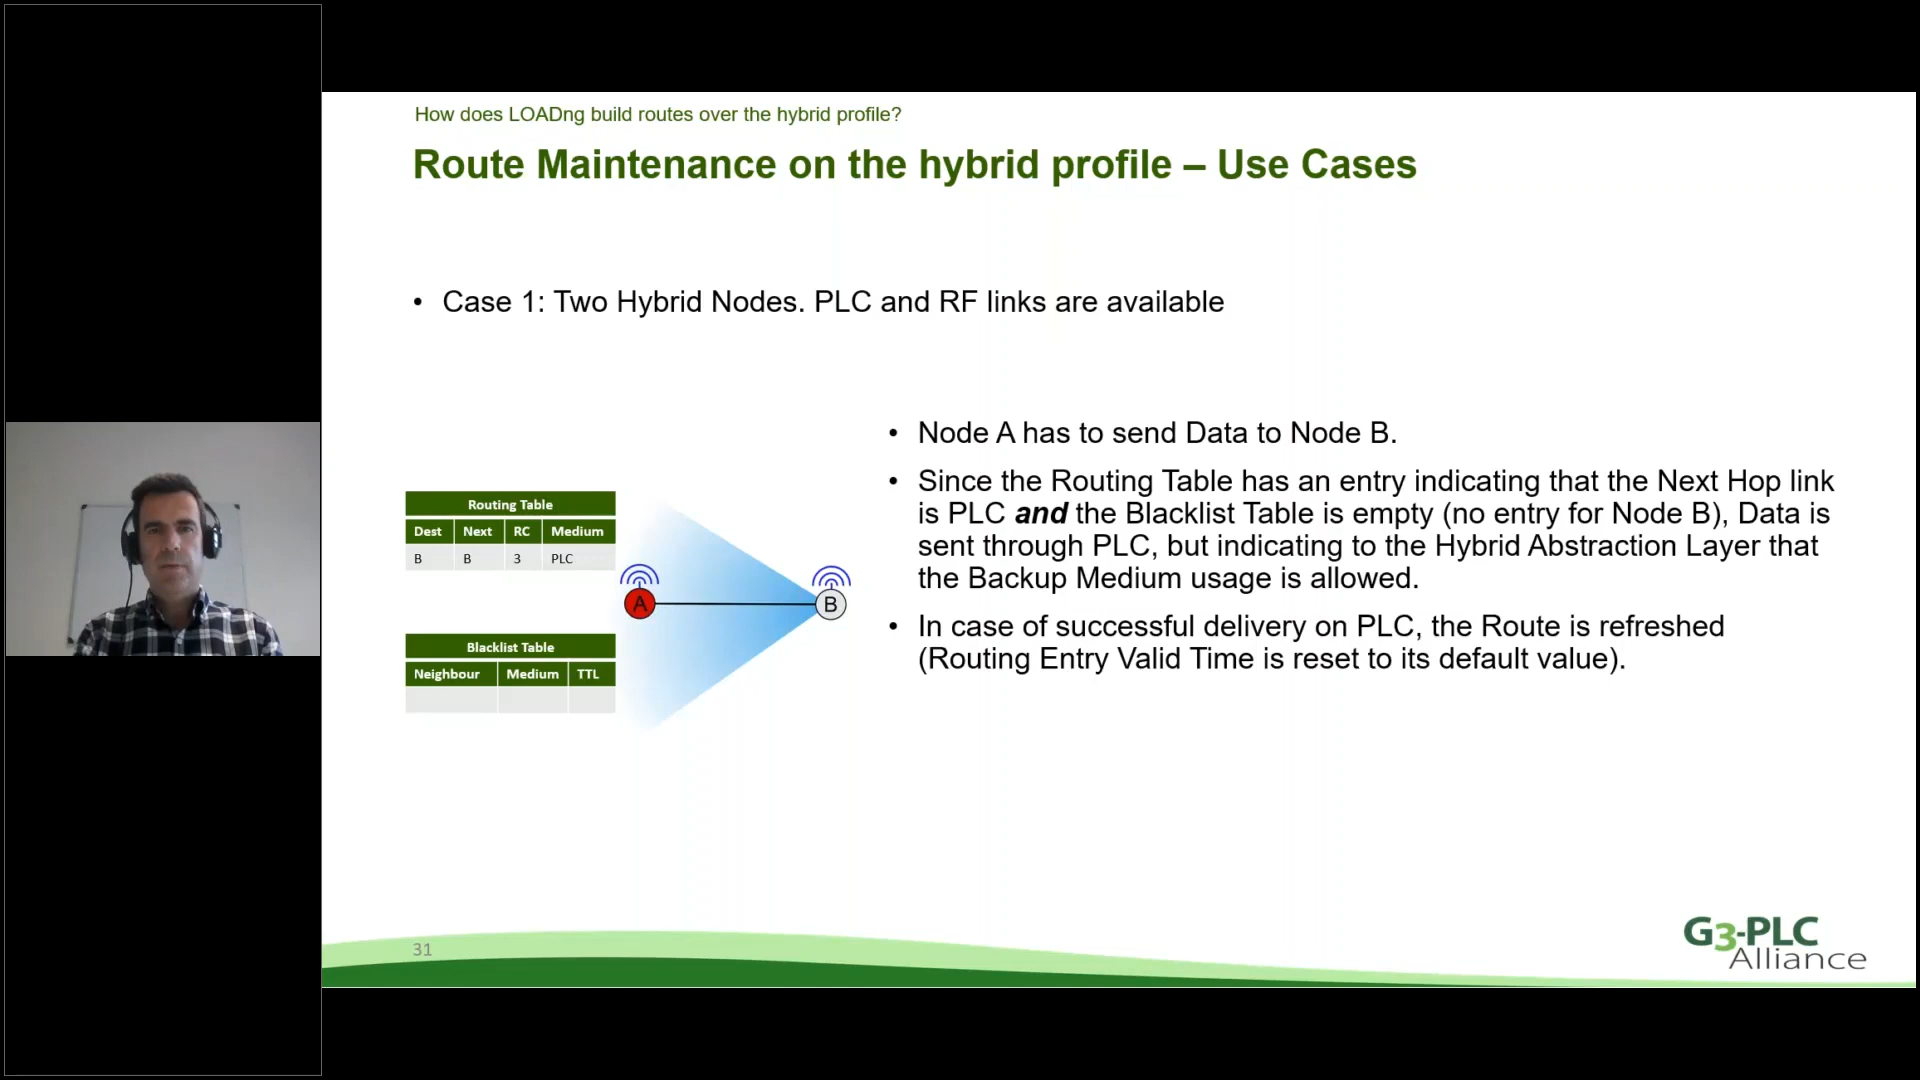 How does LOADng build routes over the hybrid profile?
Route Maintenance on the hybrid profile – Use Cases
• Case 1: Two Hybrid Nodes. PLC and RF links are available
• Node A has to send Data to Node B.
• Since the Routing Table has an entry indicating that the Next Hop link
is PLC and the Blacklist Table is empty (no entry for Node B), Data is
sent through PLC, but indicating to the Hybrid Abstraction Layer that
the Backup Medium usage is allowed.
• In case of successful delivery on PLC, the Route is refreshed
(Routing Entry Valid Time is reset to its default value).
Routing Table
Dest Next RC Medium
B B 3 PLC
A B
Blacklist Table
Neighbour Medium TTL
31
G3-PLC
Alliance